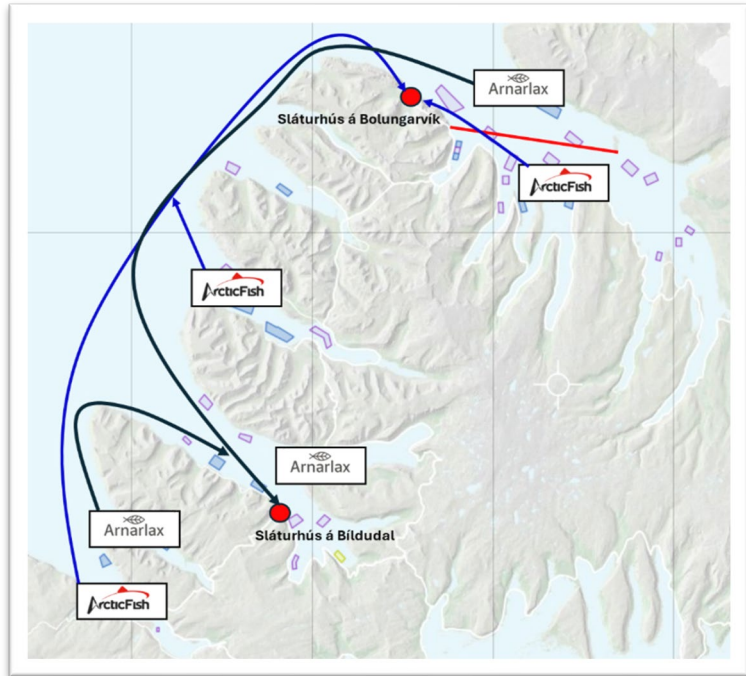 Arnarlax
Sláturhús á Bolungarvík
ArcticFish
ArcticFish
Arnarlax
Arnarlax
Sláturhús á Bíldudal
ArcticFish